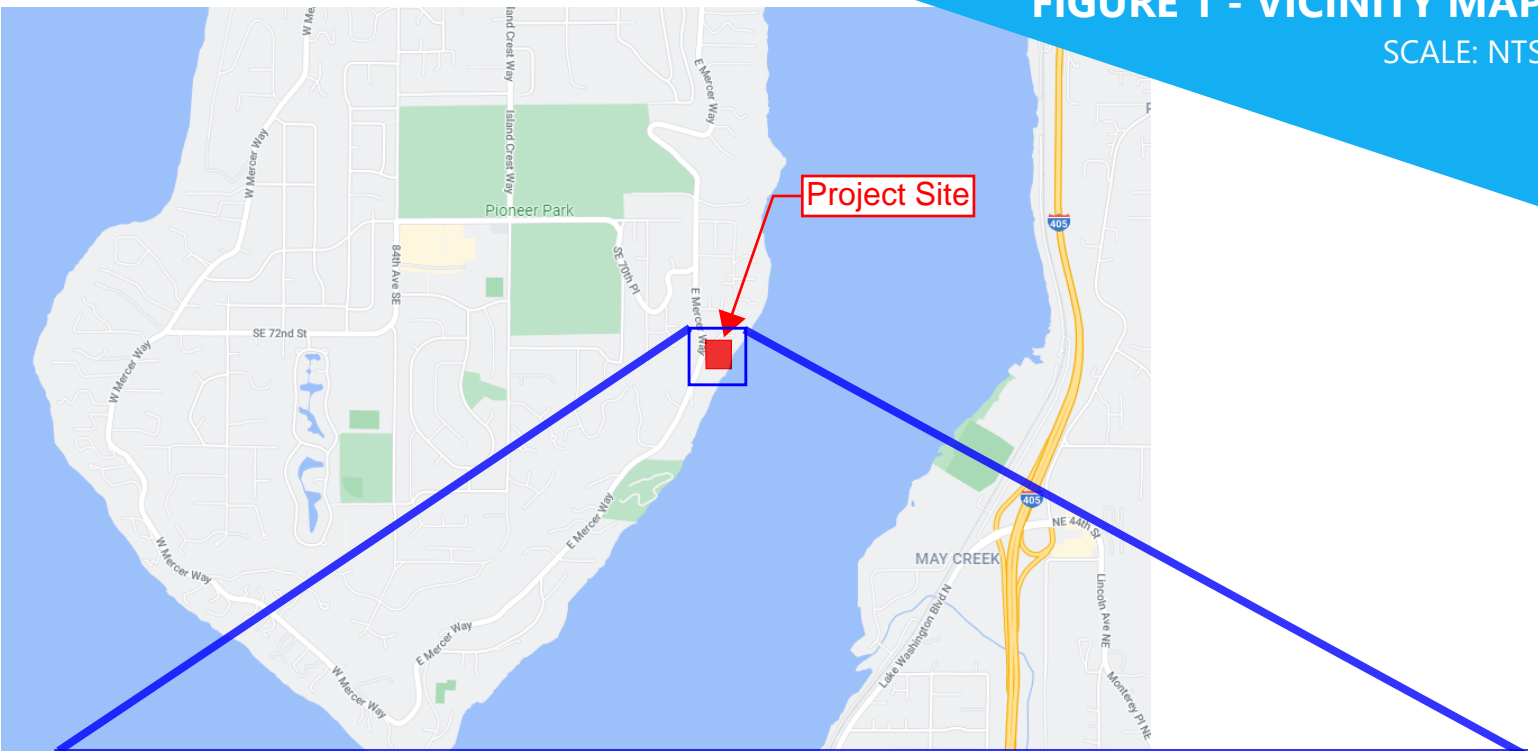 FIGURE 1 - VICINITY MAP
SCALE: NTS
W Me
Island Crest Way
E Mercer Way
W Mercer Way
Island Crest Way
Project Site
Pioneer Park
405
84th Ave SE
SE 70th Pl
E Mercer Way
SE 72nd St
W Mercer Way
405
NE 44th St
E Mercer Way
MAY CREEK
W Mercer Way
Lincoln Ave NE
Lake Washington Blvd N
E Mercer Way
W Mercer Way
Monterey Pl NE